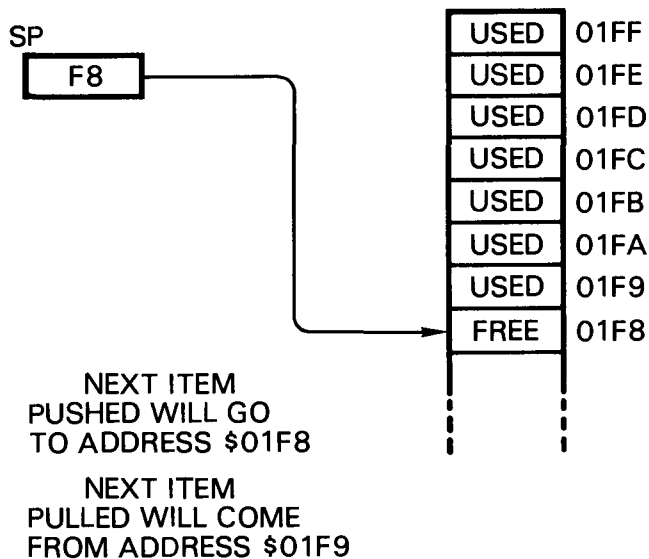 SP
F8
USED 01FF
USED 01FE
USED 01FD
USED 01FC
USED 01FB
USED 01FA
USED 01F9
FREE 01F8
NEXT ITEM
PUSHED WILL GO
TO ADDRESS $01F8
NEXT ITEM
PULLED WILL COME
FROM ADDRESS $01F9